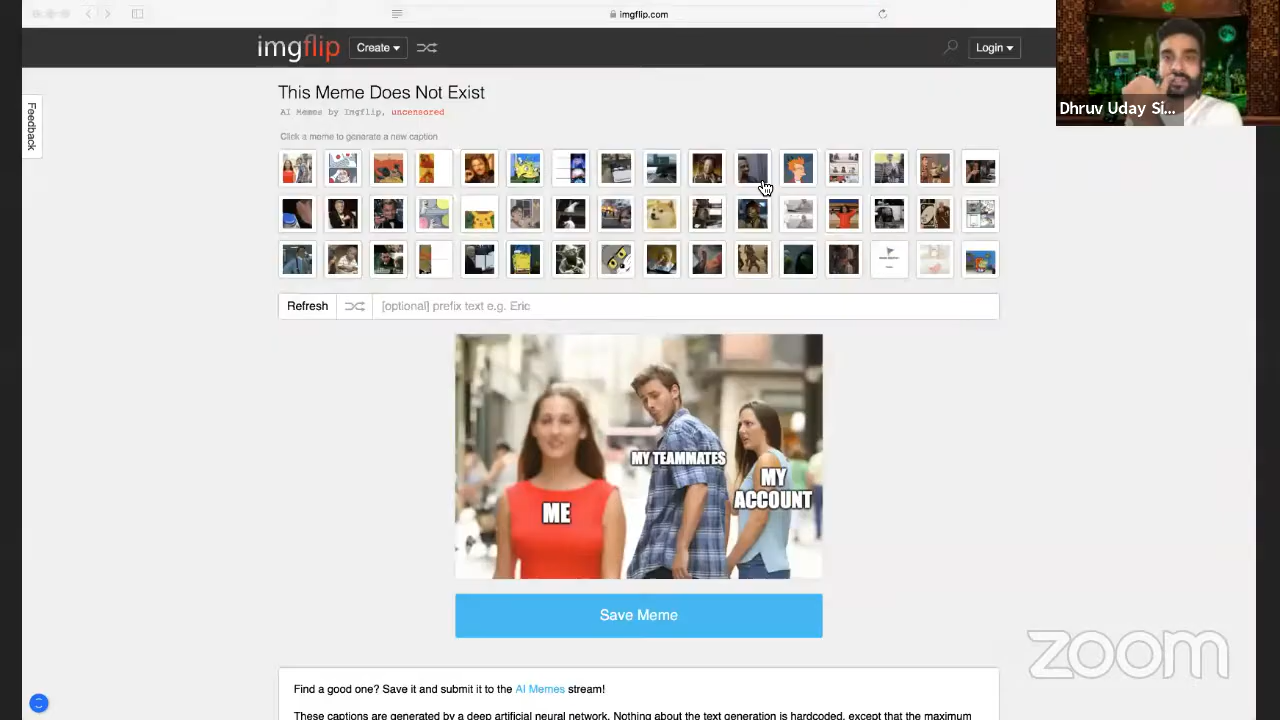 imgflip.com
imgflip Create Login
Dhruv Uday Si...
Feedback
This Meme Does Not Exist
AI Memes by Imgflip, uncensored
Click a meme to generate a new caption
Refresh [optional] prefix text e.g. Eric
MY TEAMMATES
MY
ACCOUNT
ME
Save Meme
zoom
Find a good one? Save it and submit it to the AI Memes stream!
These captions are generated by a deep artificial neural network. Nothing about the text generation is hardcoded, except that the maximum